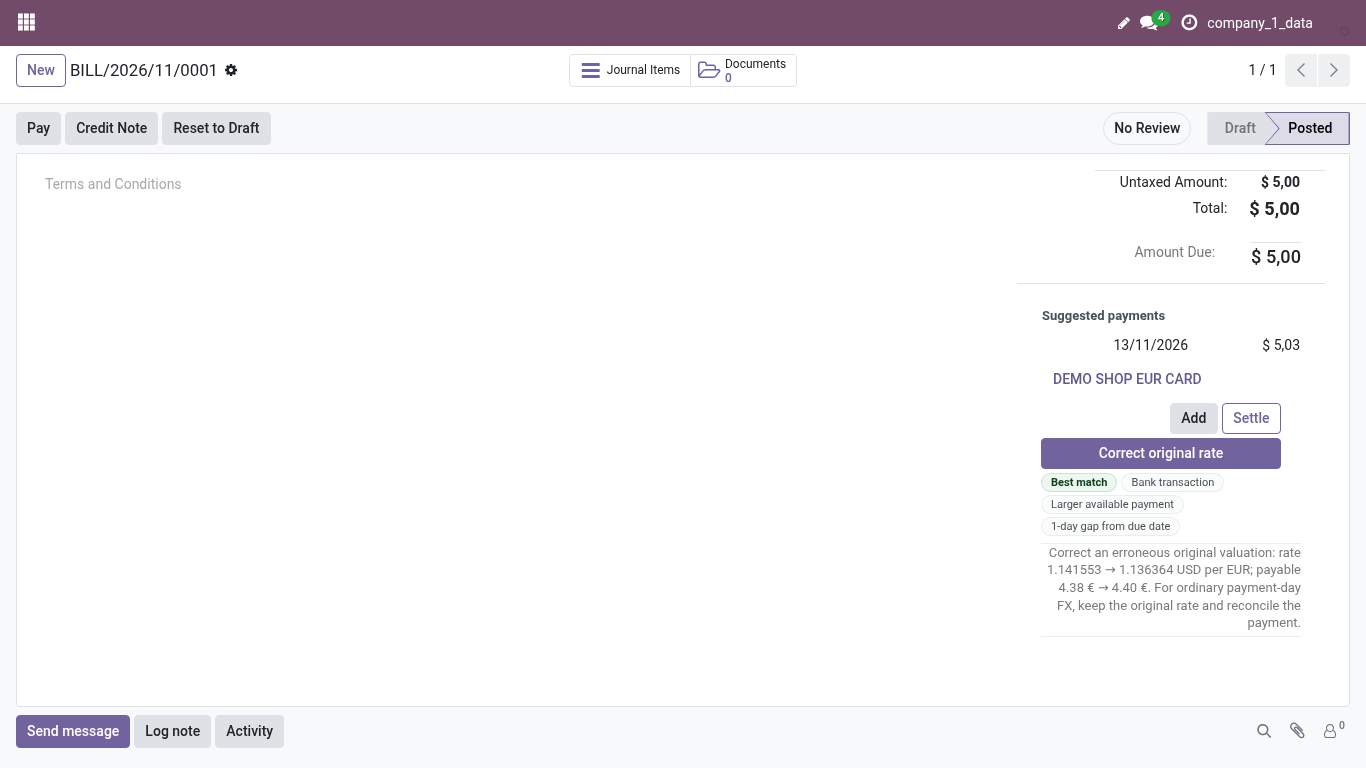 4
company_1_data
New
BILL/2026/11/0001
Journal Items
Documents
0
1 / 1
Pay
Credit Note
Reset to Draft
No Review
Draft
Posted
Terms and Conditions
Untaxed Amount: $ 5,00
Total: $ 5,00
Amount Due: $ 5,00
Suggested payments
13/11/2026 $ 5,03
DEMO SHOP EUR CARD
Add
Settle
Correct original rate
Best match
Bank transaction
Larger available payment
1-day gap from due date
Correct an erroneous original valuation: rate
1.141553 → 1.136364 USD per EUR; payable
4.38 € → 4.40 €. For ordinary payment-day
FX, keep the original rate and reconcile the
payment.
Send message
Log note
Activity
0